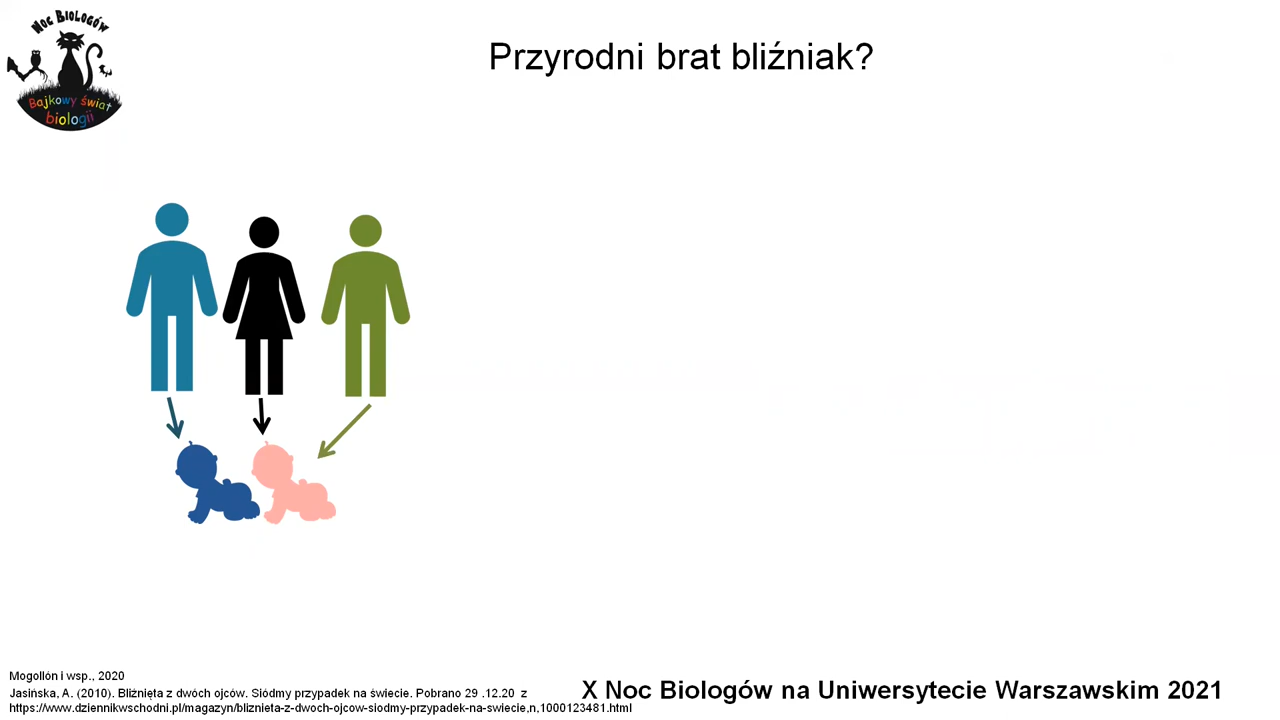 Noc Biologów
Bajkowy świat
biologii
Przyrodni brat bliźniak?
Mogollón i wsp., 2020
Jasińska, A. (2010). Bliźnięta z dwóch ojców. Siódmy przypadek na świecie. Pobrano 29 .12.20 z
https://www.dziennikwschodni.pl/magazyn/bliznieta-z-dwoch-ojcow-siodmy-przypadek-na-swiecie,n,1000123481.html
X Noc Biologów na Uniwersytecie Warszawskim 2021